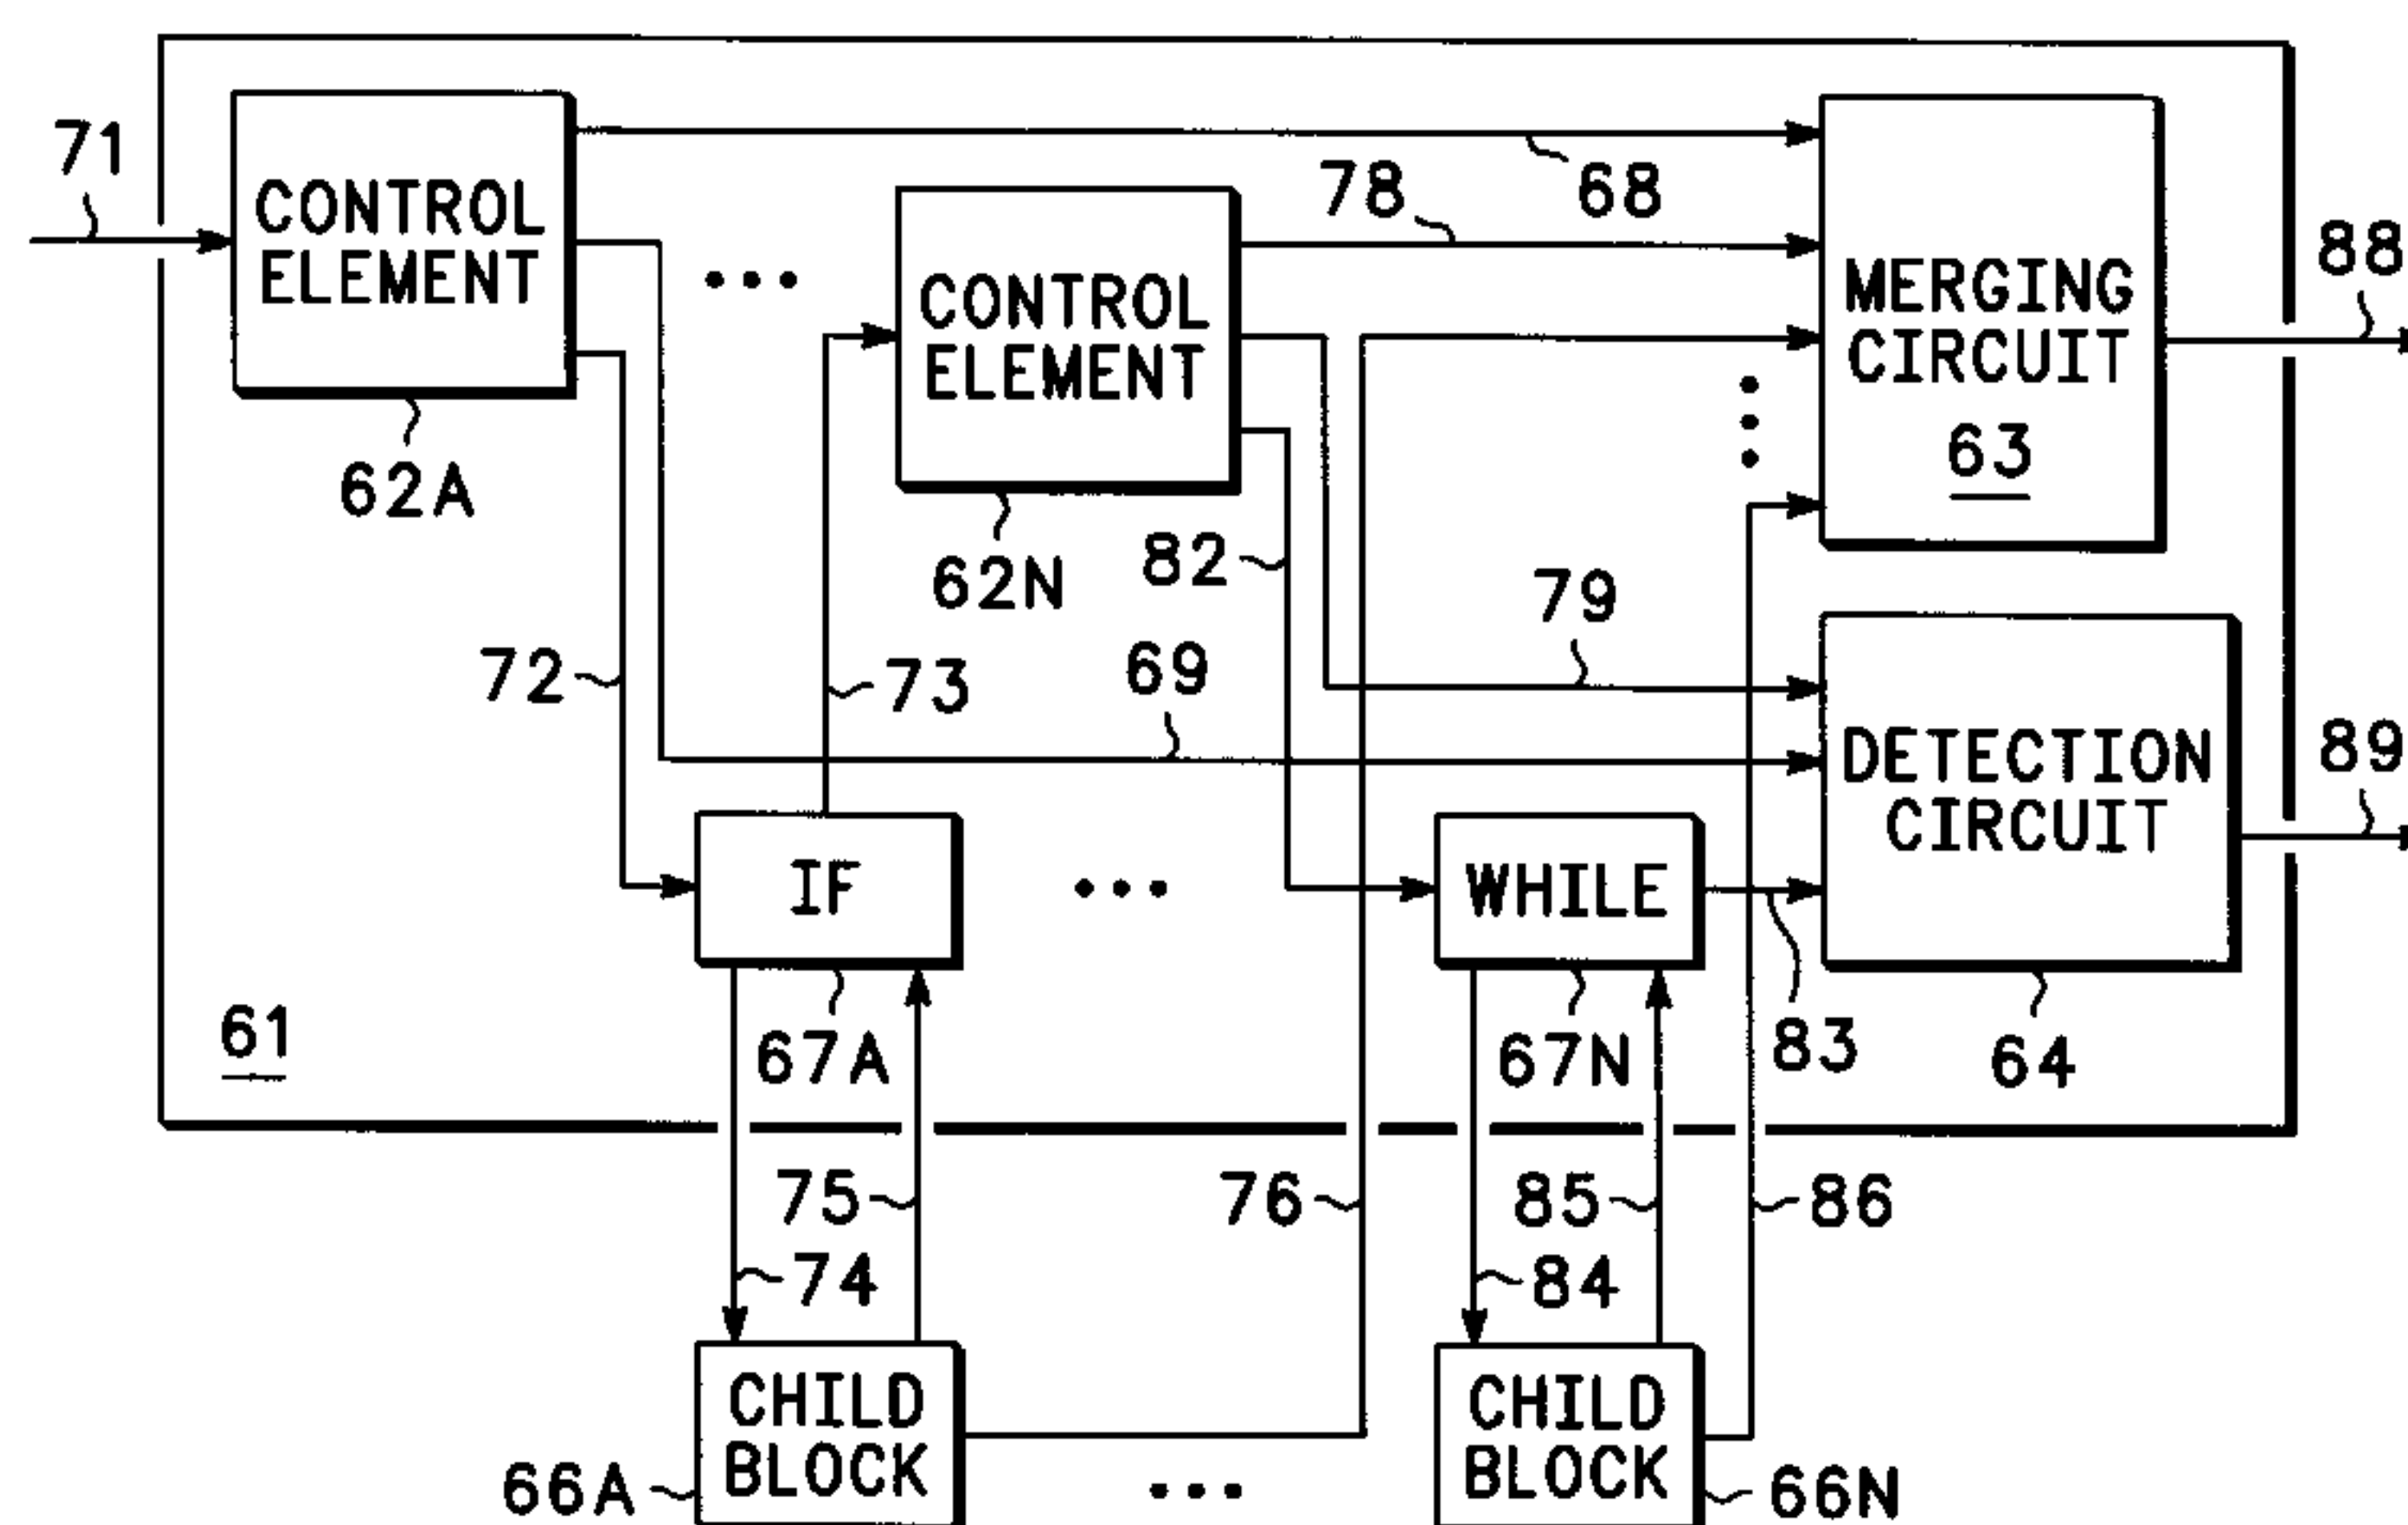 71
CONTROL
ELEMENT
62A
68
78
CONTROL
ELEMENT
62N
MERGING
CIRCUIT
63
88
82
79
72
73
69
DETECTION
CIRCUIT
64
89
IF
67A
WHILE
67N
83
61
75
74
76
85
84
86
CHILD
BLOCK
66A
CHILD
BLOCK
66N